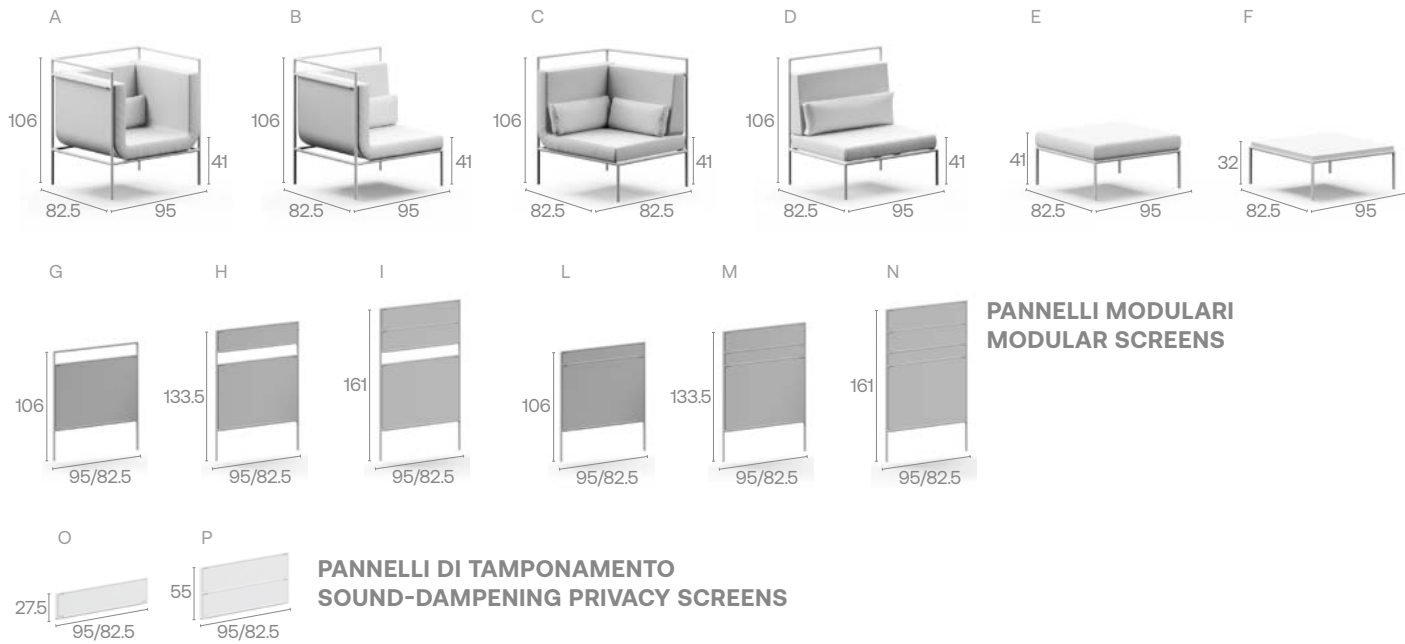 A B C D E F
106 41 82.5 95
106 41 82.5 95
106 41 82.5 82.5
106 41 82.5 95
41 82.5 95
32 82.5 95
G H I L M N
106 95/82.5
133.5 95/82.5
161 95/82.5
106 95/82.5
133.5 95/82.5
161 95/82.5
PANNELLI MODULARI
MODULAR SCREENS
O P
27.5 95/82.5
55 95/82.5
PANNELLI DI TAMPONAMENTO
SOUND-DAMPENING PRIVACY SCREENS